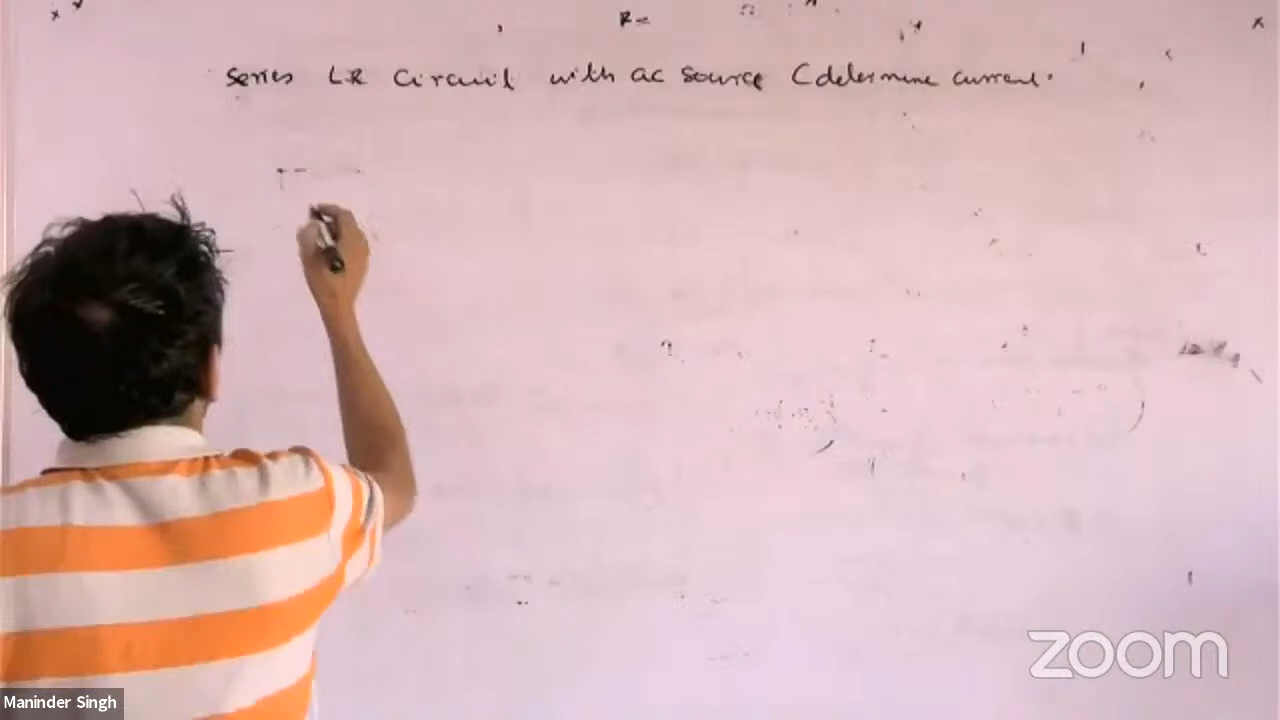 R=
Series LR Circuit with ac source (determine current.
zoom
Maninder Singh